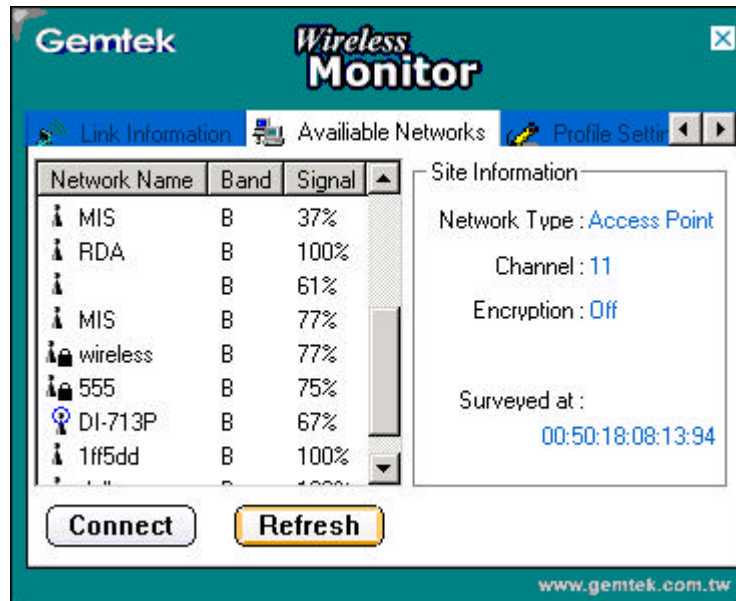 Gemtek
Wireless
Monitor
Link Information
Availiable Networks
Profile Settin
Network Name Band Signal
MIS B 37%
RDA B 100%
B 61%
MIS B 77%
wireless B 77%
555 B 75%
DI-713P B 67%
1ff5dd B 100%
Site Information
Network Type : Access Point
Channel : 11
Encryption : Off
Surveyed at :
00:50:18:08:13:94
Connect
Refresh
www.gemtek.com.tw